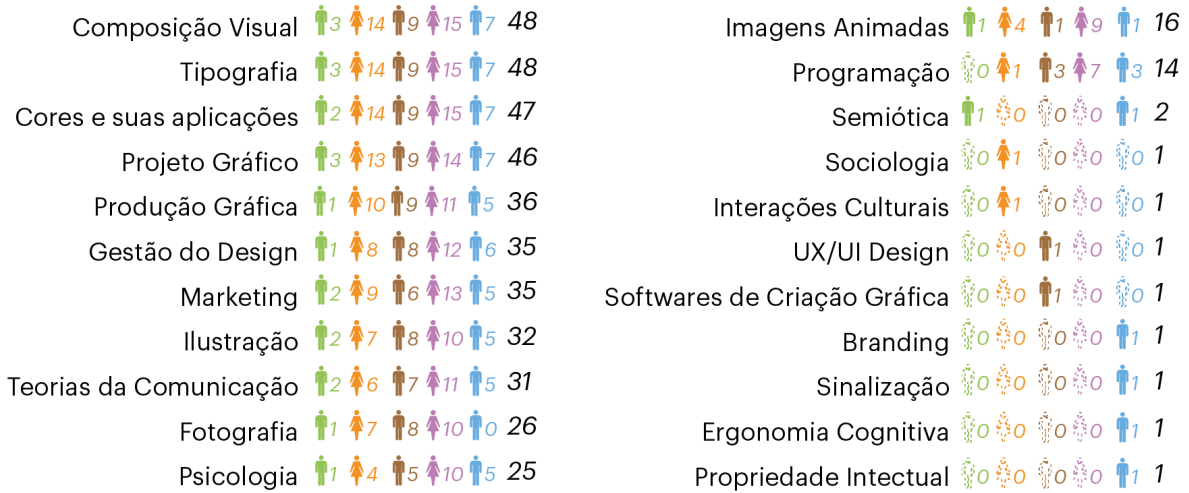 Composição Visual 3 14 9 15 7 48
Tipografia 3 14 9 15 7 48
Cores e suas aplicações 2 14 9 15 7 47
Projeto Gráfico 3 13 9 14 7 46
Produção Gráfica 1 10 9 11 5 36
Gestão do Design 1 8 8 12 6 35
Marketing 2 9 6 13 5 35
Ilustração 2 7 8 10 5 32
Teorias da Comunicação 2 6 7 11 5 31
Fotografia 1 7 8 10 0 26
Psicologia 1 4 5 10 5 25
Imagens Animadas 1 4 1 9 1 16
Programação 0 1 3 7 3 14
Semiótica 1 0 0 0 1 2
Sociologia 0 1 0 0 0 1
Interações Culturais 0 1 0 0 0 1
UX/UI Design 0 0 1 0 0 1
Softwares de Criação Gráfica 0 0 1 0 0 1
Branding 0 0 0 0 1 1
Sinalização 0 0 0 0 1 1
Ergonomia Cognitiva 0 0 0 0 1 1
Propriedade Intectual 0 0 0 0 1 1